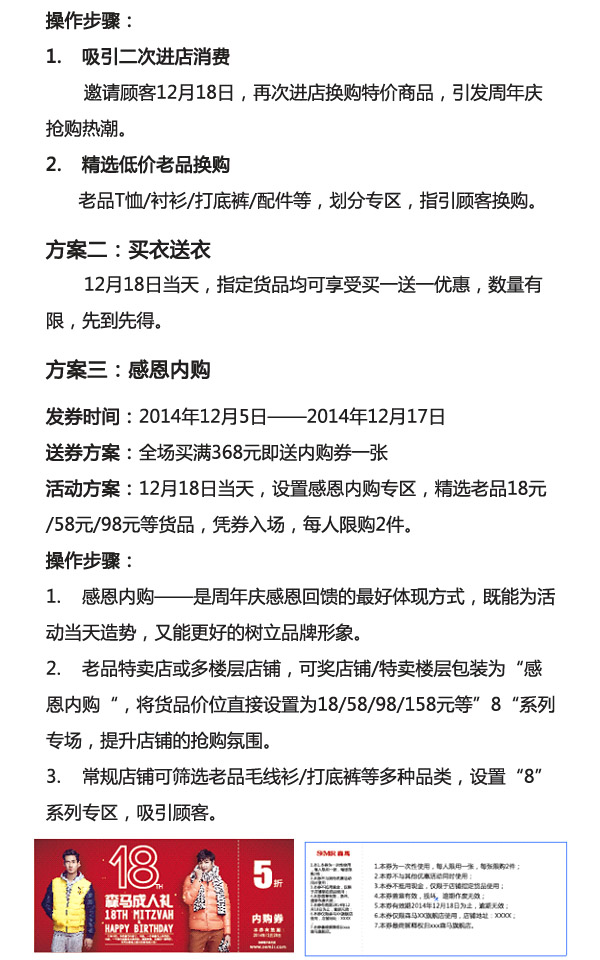 操作步骤：
1. 吸引二次进店消费
邀请顾客12月18日，再次进店换购特价商品，引发周年庆
抢购热潮。
2. 精选低价老品换购
老品T恤/衬衫/打底裤/配件等，划分专区，指引顾客换购。
方案二：买衣送衣
12月18日当天，指定货品均可享受买一送一优惠，数量有
限，先到先得。
方案三：感恩内购
发券时间：2014年12月5日——2014年12月17日
送券方案：全场买满368元即送内购券一张
活动方案：12月18日当天，设置感恩内购专区，精选老品18元
/58元/98元等货品，凭券入场，每人限购2件。
操作步骤：
1. 感恩内购——是周年庆感恩回馈的最好体现方式，既能为活
动当天造势，又能更好的树立品牌形象。
2. 老品特卖店或多楼层店铺，可奖店铺/特卖楼层包装为“感
恩内购“，将货品价位直接设置为18/58/98/158元等”8“系列
专场，提升店铺的抢购氛围。
3. 常规店铺可筛选老品毛线衫/打底裤等多种品类，设置“8”
系列专区，吸引顾客。
18TH
森马成人礼
18TH MITZVAH
HAPPY BIRTHDAY
5折
内购券
森马
1.本券为一次性使用，每人限用一张，每张限购2件；
2.本券不与其他优惠活动同时使用；
3.本券不抵用现金，仅限于店铺指定货品使用；
5.本券有效期2014年12月18日为止，逾期无效；
6.本券仅限森马XX旗舰店使用，店铺地址：XXXX；
7.本券最终解释权归xxx森马旗舰店。